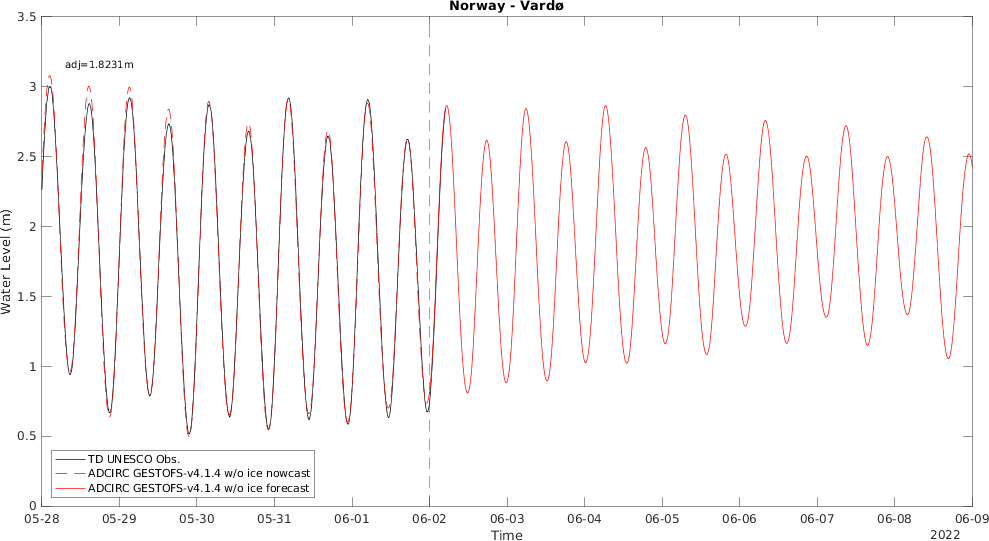 Norway - Vardø
3.5
adj=1.8231m
3
2.5
2
1.5
1
0.5
0
Water Level (m)
TD UNESCO Obs.
ADCIRC GESTOFS-v4.1.4 w/o ice nowcast
ADCIRC GESTOFS-v4.1.4 w/o ice forecast
05-28 05-29 05-30 05-31 06-01 06-02 06-03 06-04 06-05 06-06 06-07 06-08 06-09
Time
2022